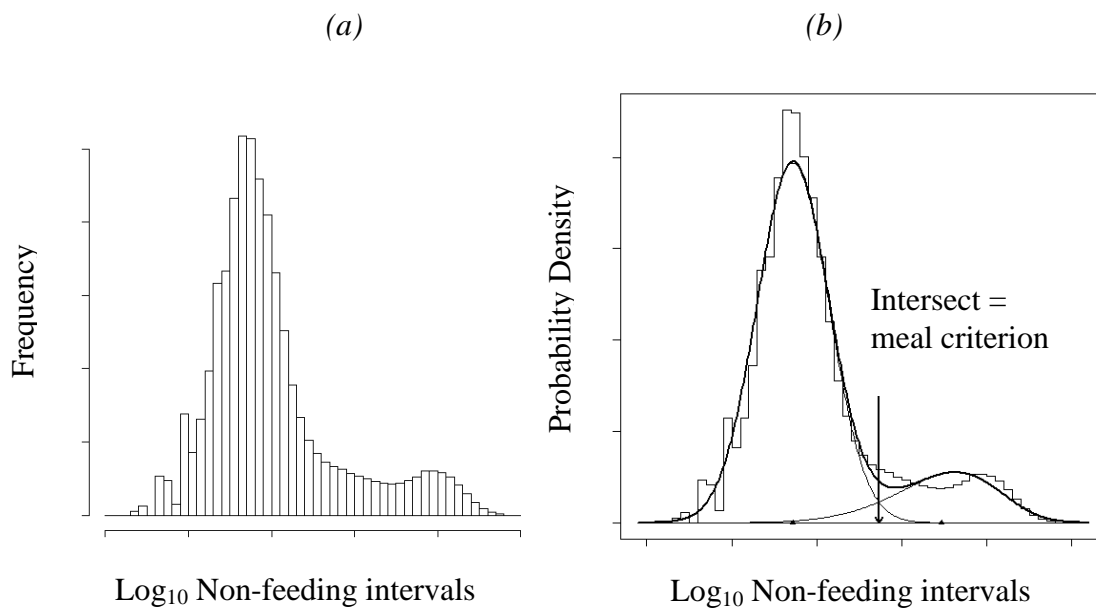 (a)
(b)
Frequency
Log₁₀ Non-feeding intervals
Probability Density
Intersect =
meal criterion
Log₁₀ Non-feeding intervals